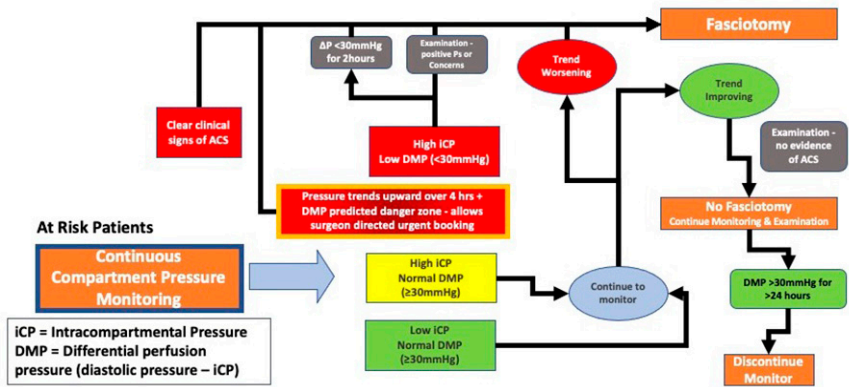 Fasciotomy
ΔP <30mmHg
for 2hours
Examination -
positive Ps or
Concerns
Trend
Worsening
Trend
Improving
Clear clinical
signs of ACS
High iCP
Low DMP (<30mmHg)
Examination -
no evidence
of ACS
Pressure trends upward over 4 hrs +
DMP predicted danger zone - allows
surgeon directed urgent booking
No Fasciotomy
Continue Monitoring & Examination
At Risk Patients
Continuous
Compartment Pressure
Monitoring
High iCP
Normal DMP
(≥30mmHg)
Continue to
monitor
DMP >30mmHg for
>24 hours
iCP = Intracompartmental Pressure
DMP = Differential perfusion
pressure (diastolic pressure – iCP)
Low iCP
Normal DMP
(≥30mmHg)
Discontinue
Monitor